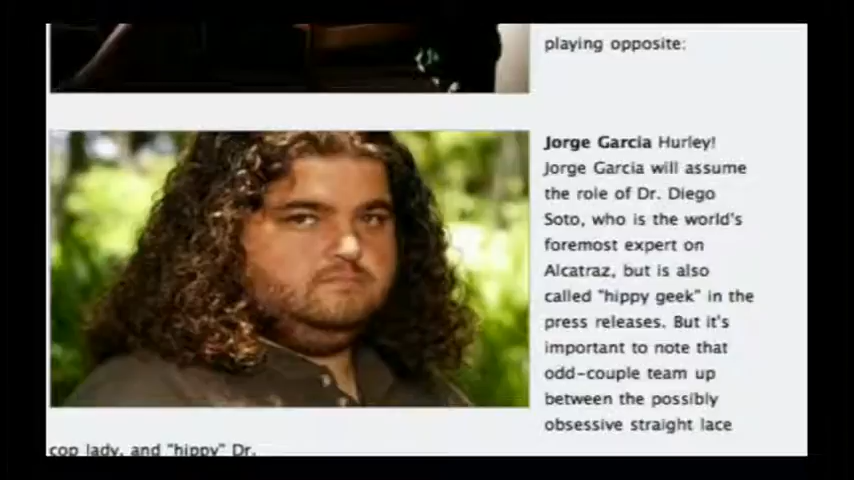 playing opposite:
Jorge Garcia Hurley!
Jorge Garcia will assume
the role of Dr. Diego
Soto, who is the world's
foremost expert on
Alcatraz, but is also
called "hippy geek" in the
press releases. But it's
important to note that
odd-couple team up
between the possibly
obsessive straight lace
cop lady, and "hippy" Dr.